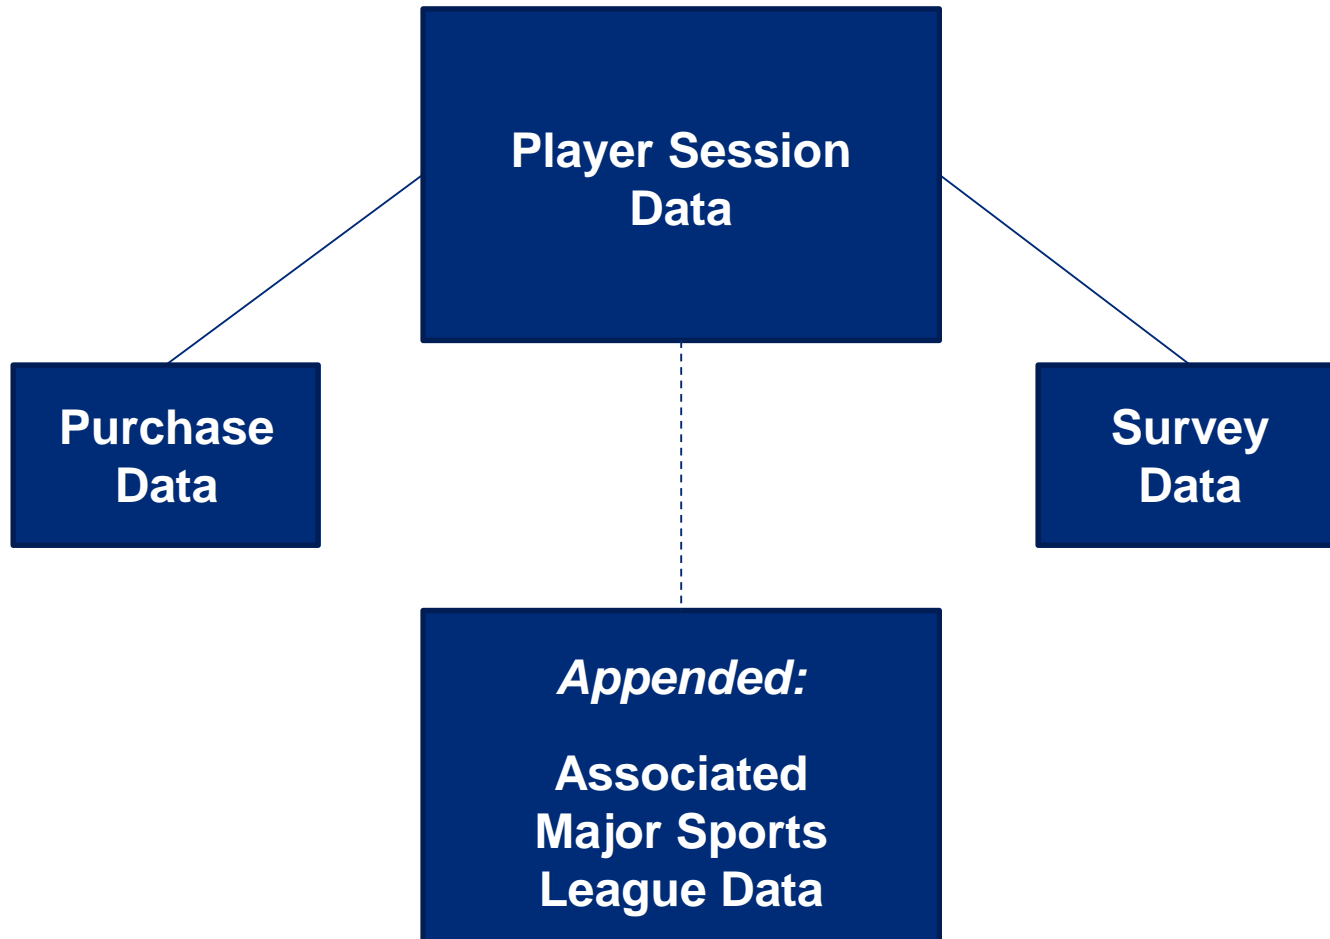 Player Session
Data
Purchase
Data
Survey
Data
Appended:
Associated
Major Sports
League Data